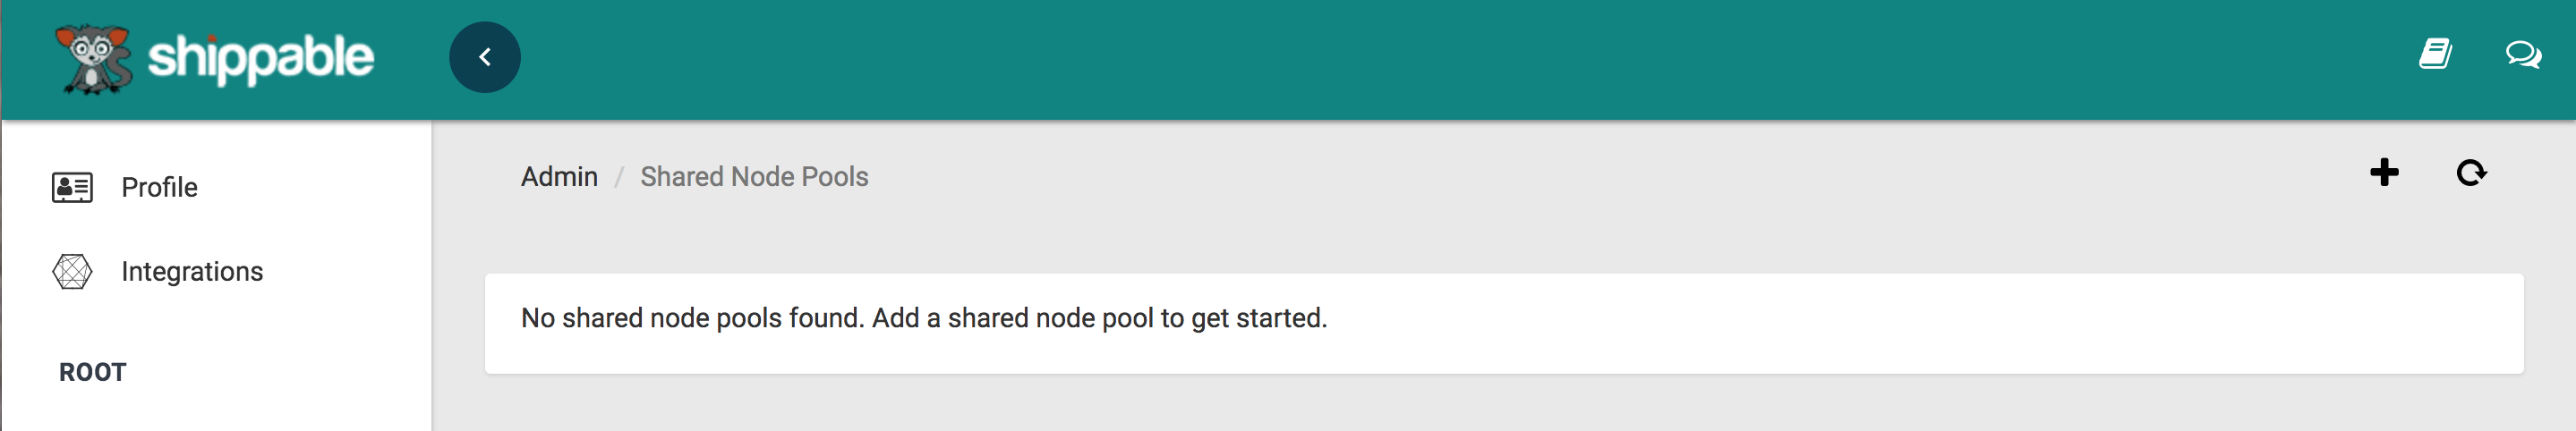 shippable
Profile
Integrations
ROOT
Admin / Shared Node Pools
No shared node pools found. Add a shared node pool to get started.